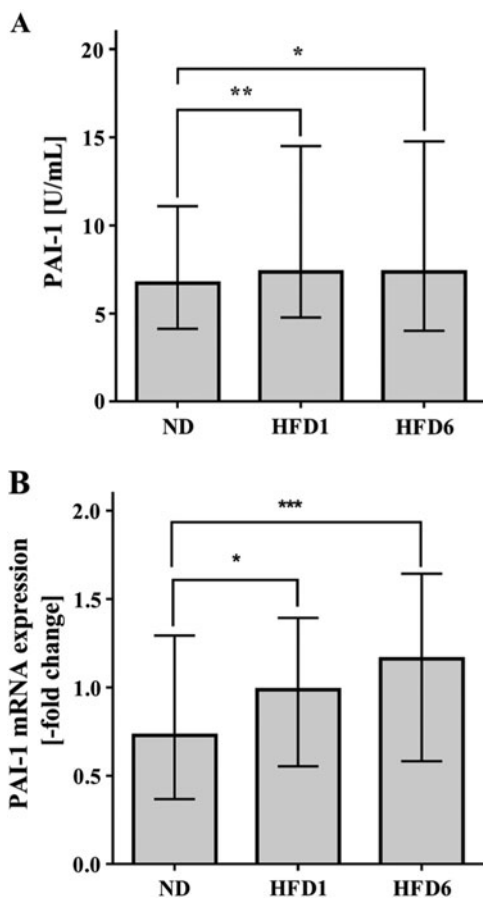 A
PAI-1 [U/mL]
20
15
10
5
0
*
**
ND HFD1 HFD6
B
PAI-1 mRNA expression
[-fold change]
2.0
1.5
1.0
0.5
0.0
***
*
ND HFD1 HFD6